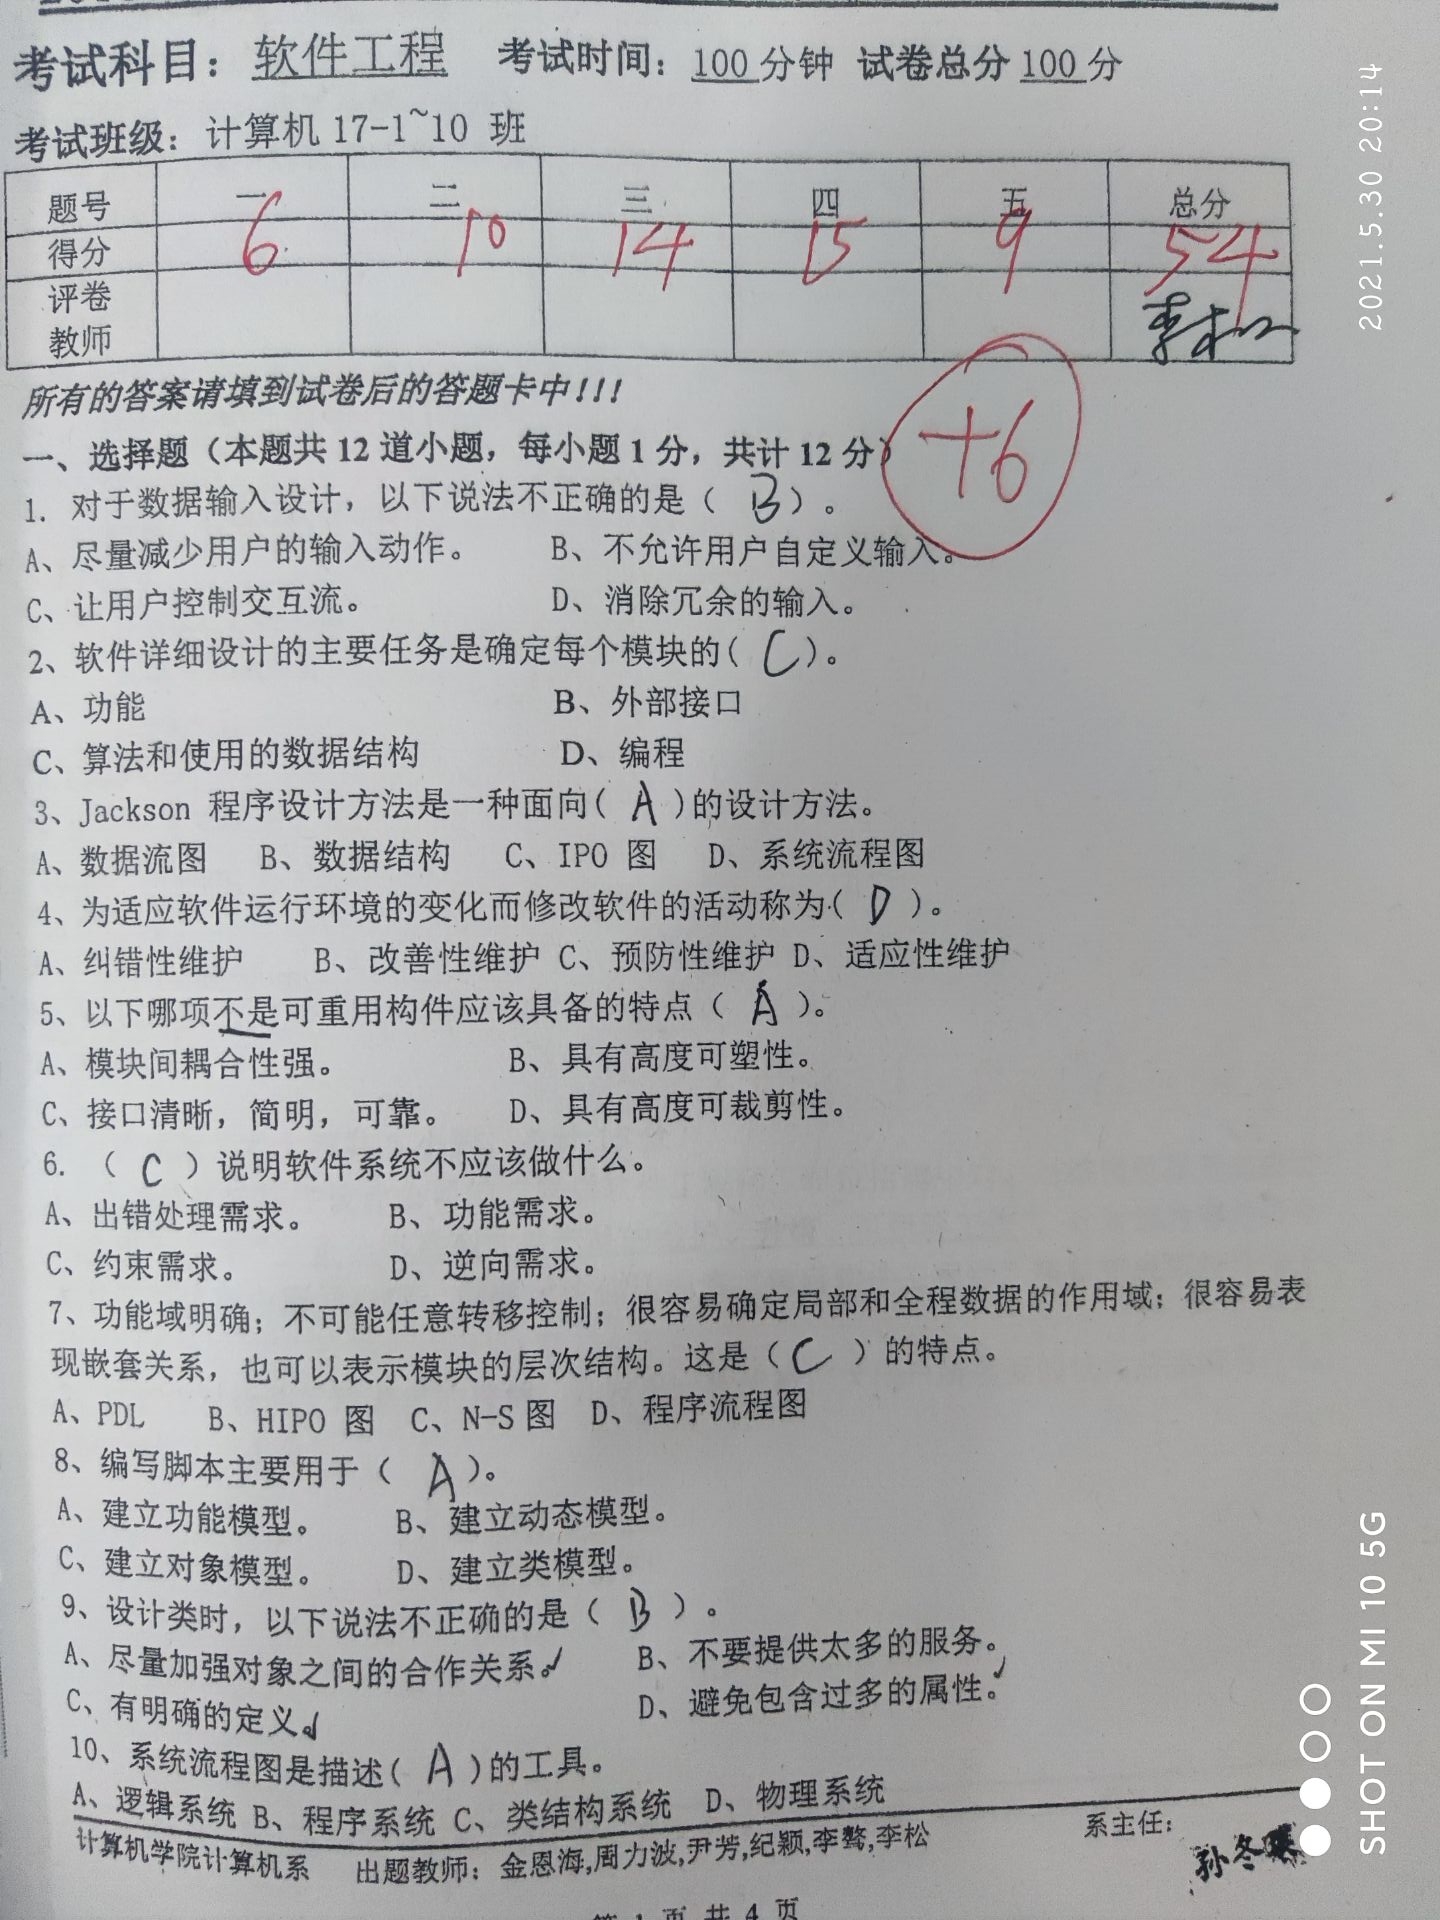 考试科目：软件工程 考试时间：100分钟 试卷总分100分
考试班级：计算机17-1~10 班
题号 一 二 三 四 五 总分
得分 6 10 14 15 9 54
评卷
教师
所有的答案请填到试卷后的答题卡中!!!
+6
一、选择题（本题共12道小题，每小题1分，共计12分）
1. 对于数据输入设计，以下说法不正确的是（ B ）。
A、尽量减少用户的输入动作。 B、不允许用户自定义输入。
C、让用户控制交互流。 D、消除冗余的输入。
2、软件详细设计的主要任务是确定每个模块的( C )。
A、功能 B、外部接口
C、算法和使用的数据结构 D、编程
3、Jackson 程序设计方法是一种面向( A )的设计方法。
A、数据流图 B、数据结构 C、IPO 图 D、系统流程图
4、为适应软件运行环境的变化而修改软件的活动称为( D )。
A、纠错性维护 B、改善性维护 C、预防性维护 D、适应性维护
5、以下哪项不是可重用构件应该具备的特点（ A ）。
A、模块间耦合性强。 B、具有高度可塑性。
C、接口清晰，简明，可靠。 D、具有高度可裁剪性。
6. （ C ）说明软件系统不应该做什么。
A、出错处理需求。 B、功能需求。
C、约束需求。 D、逆向需求。
7、功能域明确；不可能任意转移控制；很容易确定局部和全程数据的作用域；很容易表
现嵌套关系，也可以表示模块的层次结构。这是（ C ）的特点。
A、PDL B、HIPO 图 C、N-S图 D、程序流程图
8、编写脚本主要用于（ A ）。
A、建立功能模型。 B、建立动态模型。
C、建立对象模型。 D、建立类模型。
9、设计类时，以下说法不正确的是（ B ）。
A、尽量加强对象之间的合作关系。✓ B、不要提供太多的服务。
C、有明确的定义。✓ D、避免包含过多的属性。✓
10、系统流程图是描述( A )的工具。
A、逻辑系统 B、程序系统 C、类结构系统 D、物理系统
计算机学院计算机系 出题教师：金恩海,周力波,尹芳,纪颖,李骜,李松 系主任：
第 1 页 共 4 页
2021.5.30 20:14
SHOT ON MI 10 5G